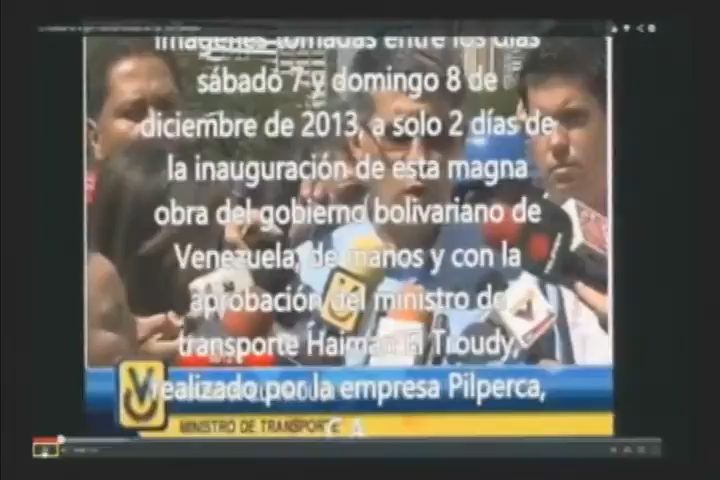 Imágenes tomadas entre los días
sábado 7 y domingo 8 de
diciembre de 2013, a solo 2 días de
la inauguración de esta magna
obra del gobierno bolivariano de
Venezuela, de manos y con la
aprobación del ministro de
transporte Haiman El Troudy,
realizado por la empresa Pilperca,
C.A
MINISTRO DE TRANSPORTE